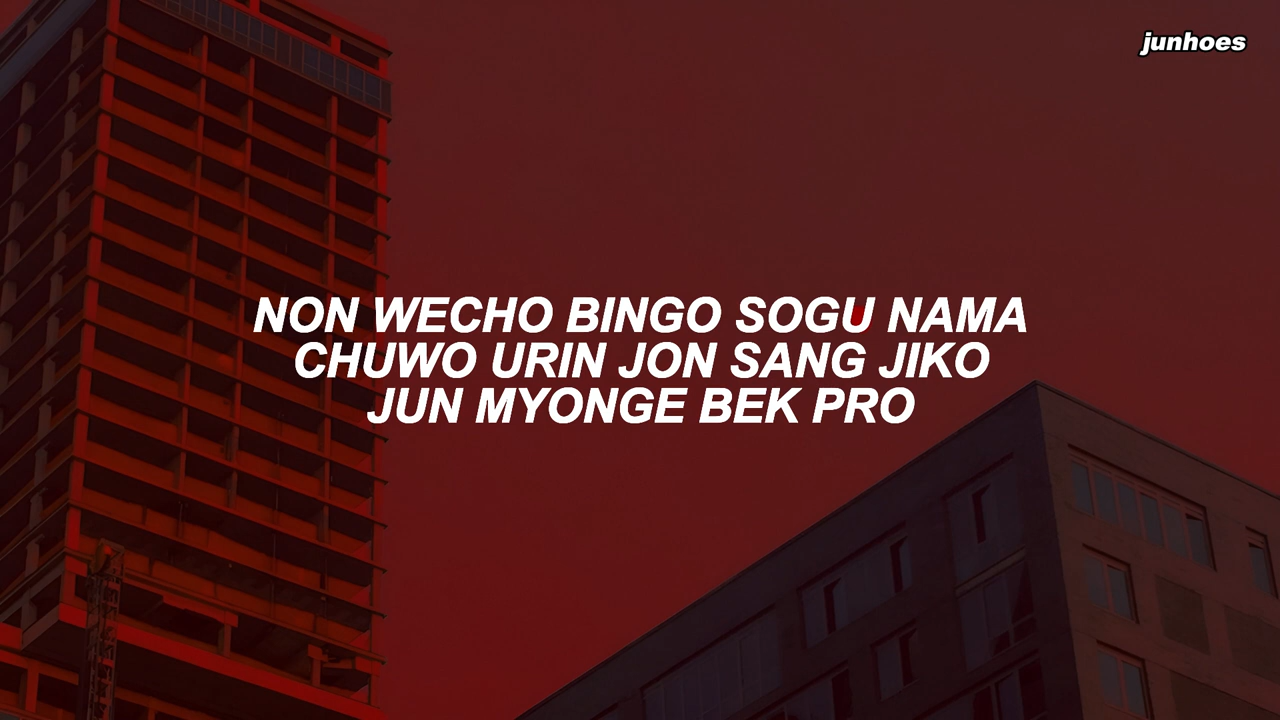 junhoes
NON WECHO BINGO SOGU NAMA
CHUWO URIN JON SANG JIKO
JUN MYONGE BEK PRO